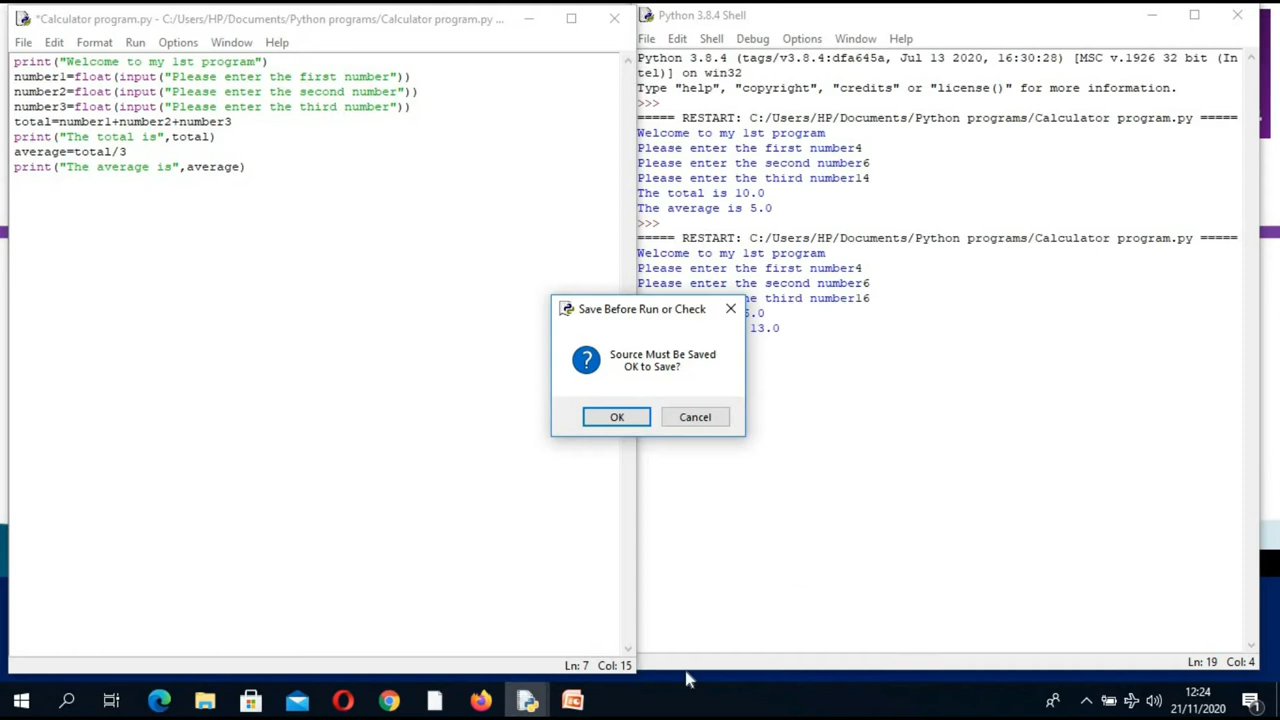 *Calculator program.py - C:/Users/HP/Documents/Python programs/Calculator program.py ...
File Edit Format Run Options Window Help
print("Welcome to my 1st program")
number1=float(input("Please enter the first number"))
number2=float(input("Please enter the second number"))
number3=float(input("Please enter the third number"))
total=number1+number2+number3
print("The total is",total)
average=total/3
print("The average is",average)
Ln: 7 Col: 15
Python 3.8.4 Shell
File Edit Shell Debug Options Window Help
Python 3.8.4 (tags/v3.8.4:dfa645a, Jul 13 2020, 16:30:28) [MSC v.1926 32 bit (In
tel)] on win32
Type "help", "copyright", "credits" or "license()" for more information.
>>>
===== RESTART: C:/Users/HP/Documents/Python programs/Calculator program.py =====
Welcome to my 1st program
Please enter the first number4
Please enter the second number6
Please enter the third number14
The total is 10.0
The average is 5.0
>>>
===== RESTART: C:/Users/HP/Documents/Python programs/Calculator program.py =====
Welcome to my 1st program
Please enter the first number4
Please enter the second number6
he third number16
.0
13.0
Ln: 19 Col: 4
Save Before Run or Check
Source Must Be Saved
OK to Save?
OK Cancel
12:24
21/11/2020